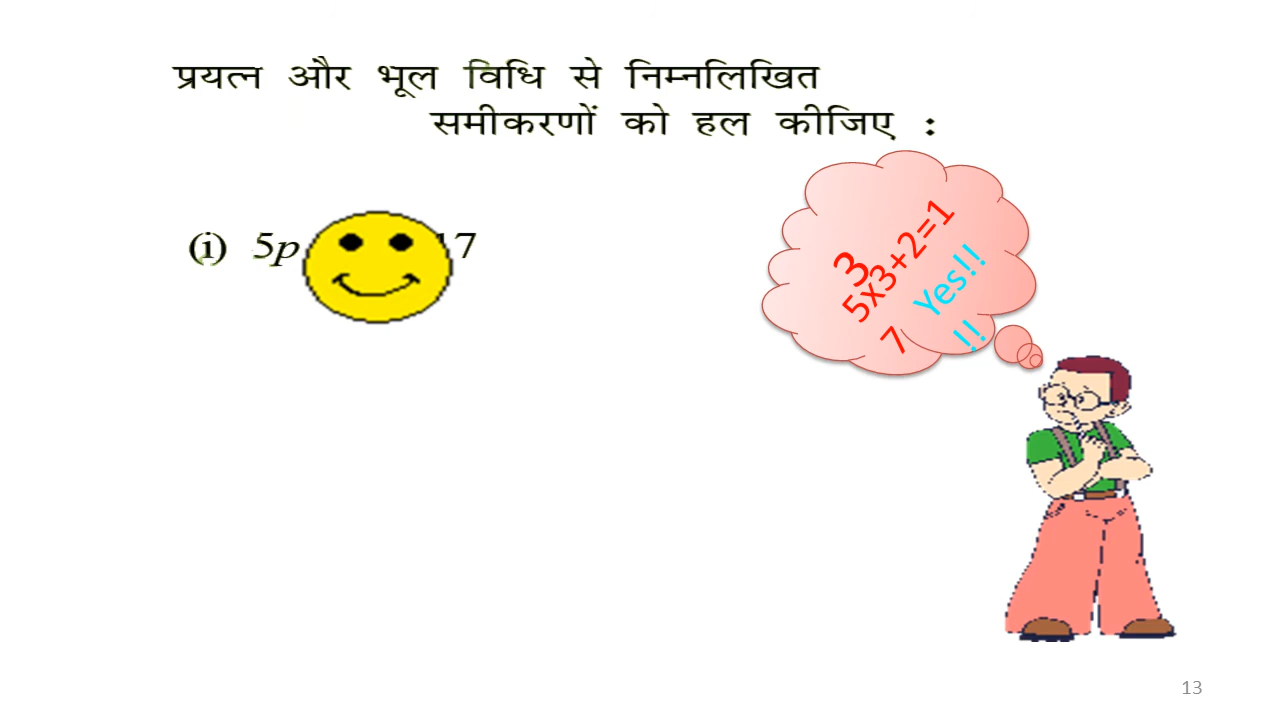 प्रयत्न और भूल विधि से निम्नलिखित
समीकरणों को हल कीजिए :
(i) 5p 17
3
5x3+2=1
7 Yes!!
!!
13